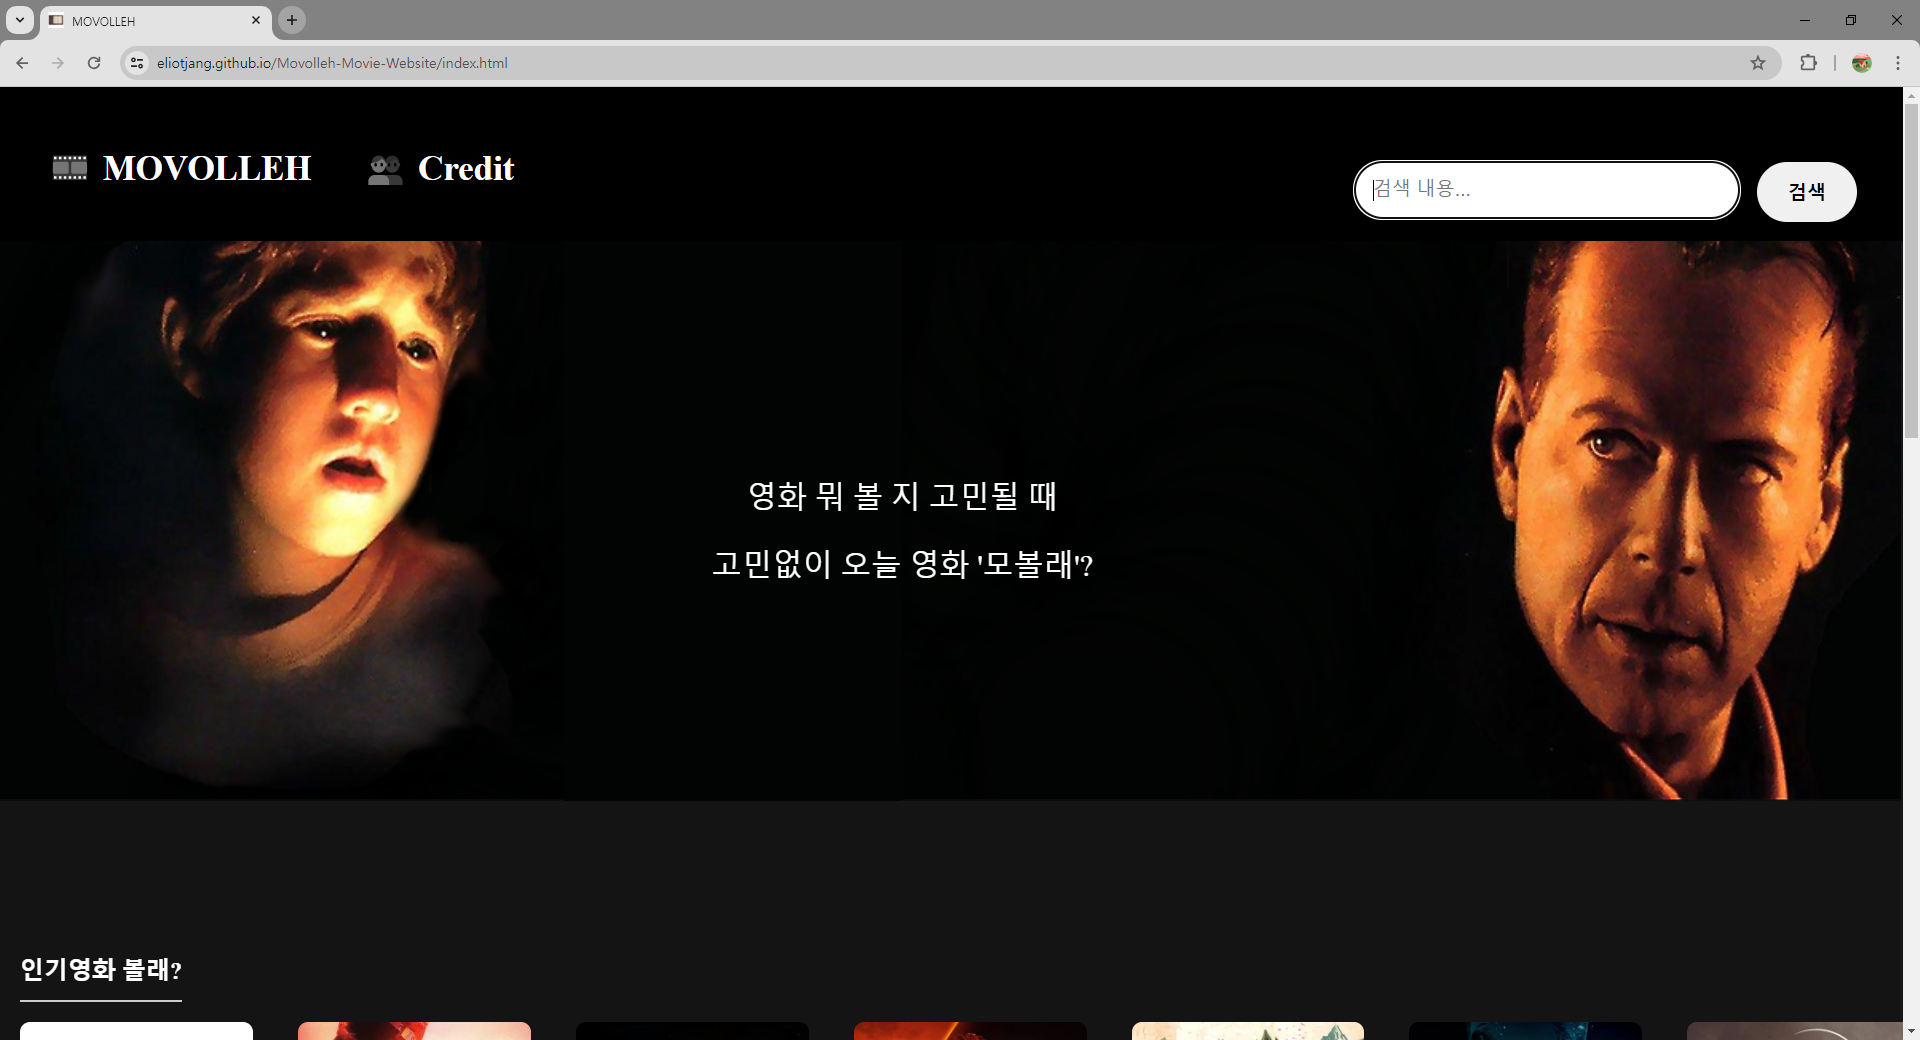 MOVOLLEH
eliotjang.github.io/Movolleh-Movie-Website/index.html
MOVOLLEH
Credit
검색 내용...
검색
영화 뭐 볼 지 고민될 때
고민없이 오늘 영화 '모볼래'?
인기영화 볼래?